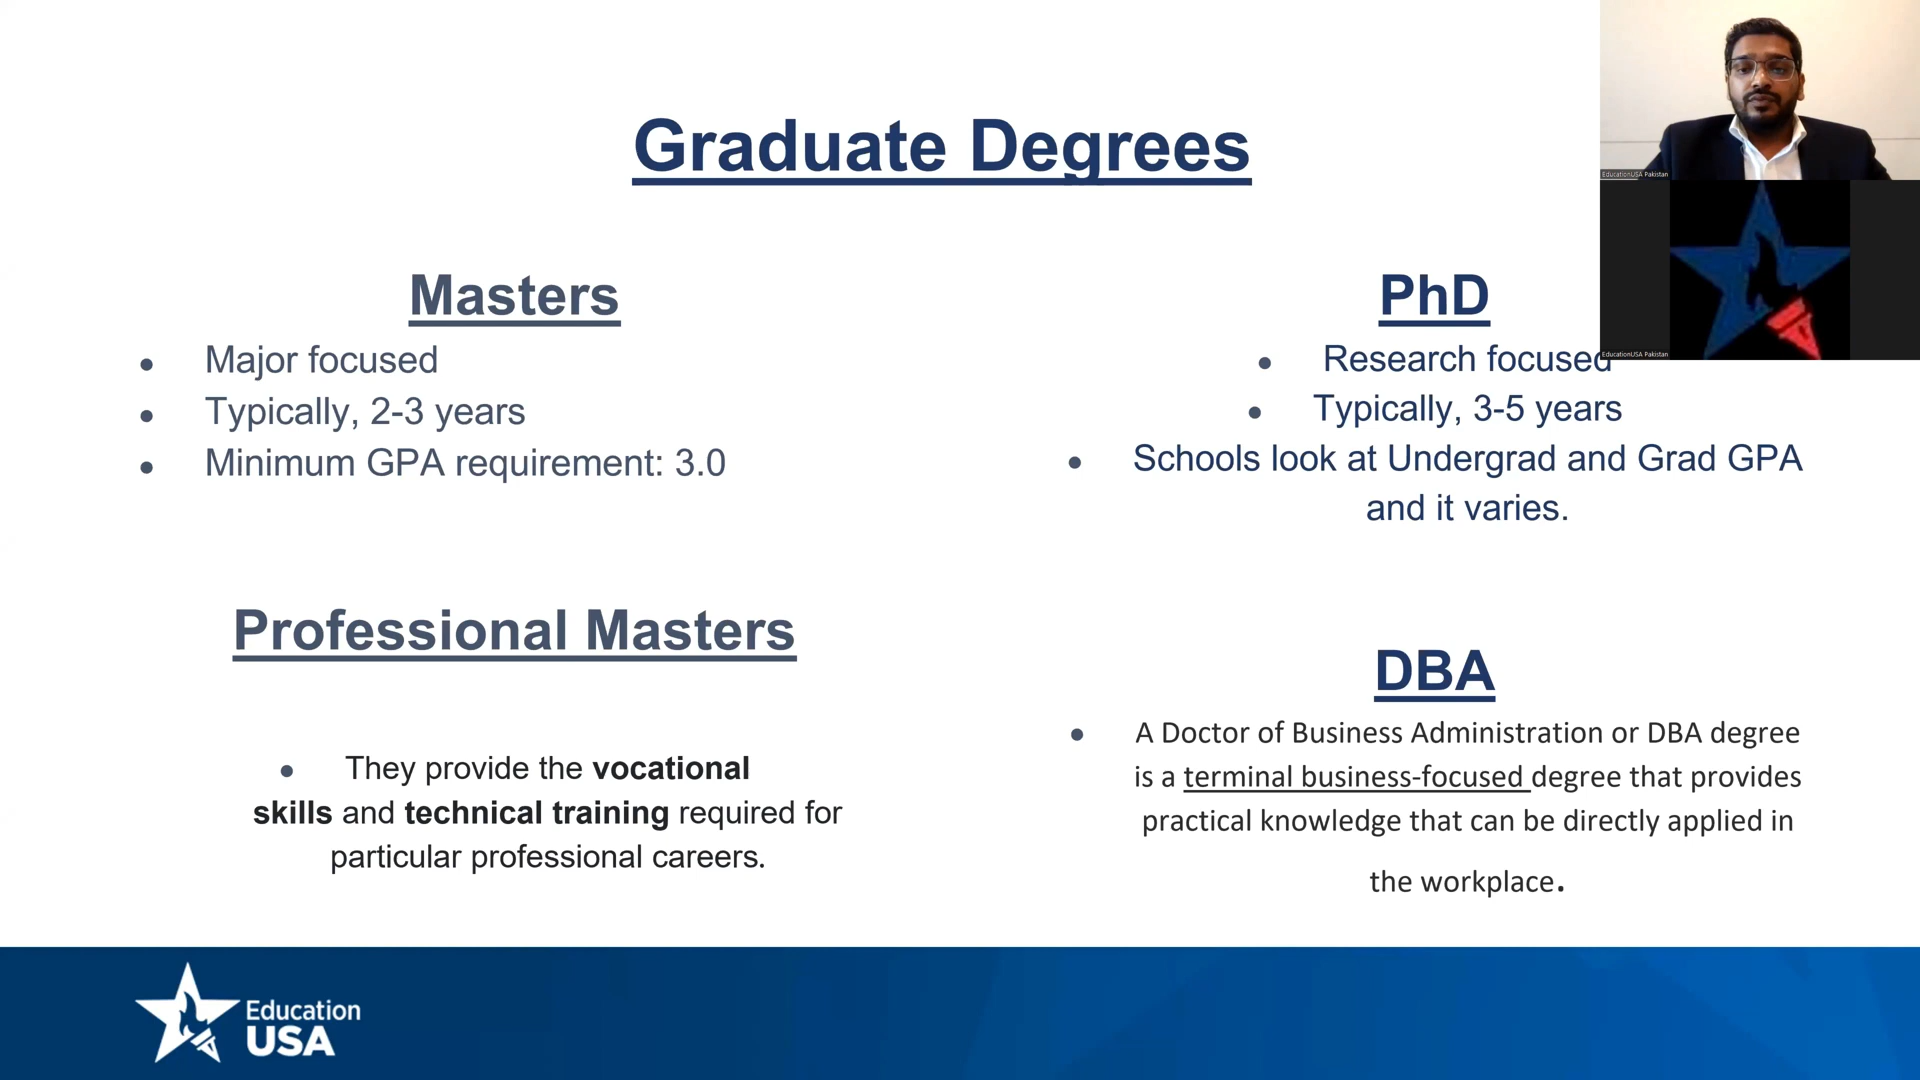 Graduate Degrees
Masters
• Major focused
• Typically, 2-3 years
• Minimum GPA requirement: 3.0
PhD
• Research focused
• Typically, 3-5 years
• Schools look at Undergrad and Grad GPA
and it varies.
Professional Masters
• They provide the vocational
skills and technical training required for
particular professional careers.
DBA
• A Doctor of Business Administration or DBA degree
is a terminal business-focused degree that provides
practical knowledge that can be directly applied in
the workplace.
EducationUSA Pakistan
EducationUSA Pakistan
Education
USA